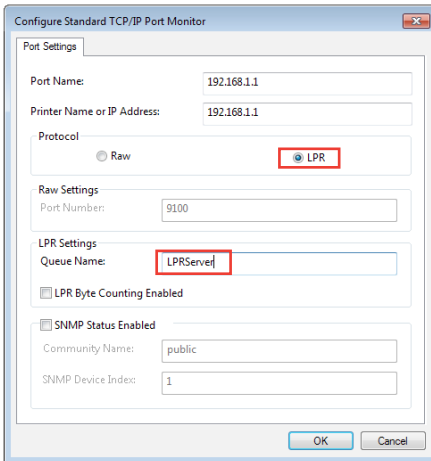 Configure Standard TCP/IP Port Monitor
Port Settings
Port Name: 192.168.1.1
Printer Name or IP Address: 192.168.1.1
Protocol
Raw LPR
Raw Settings
Port Number: 9100
LPR Settings
Queue Name: LPRServer
LPR Byte Counting Enabled
SNMP Status Enabled
Community Name: public
SNMP Device Index: 1
OK Cancel